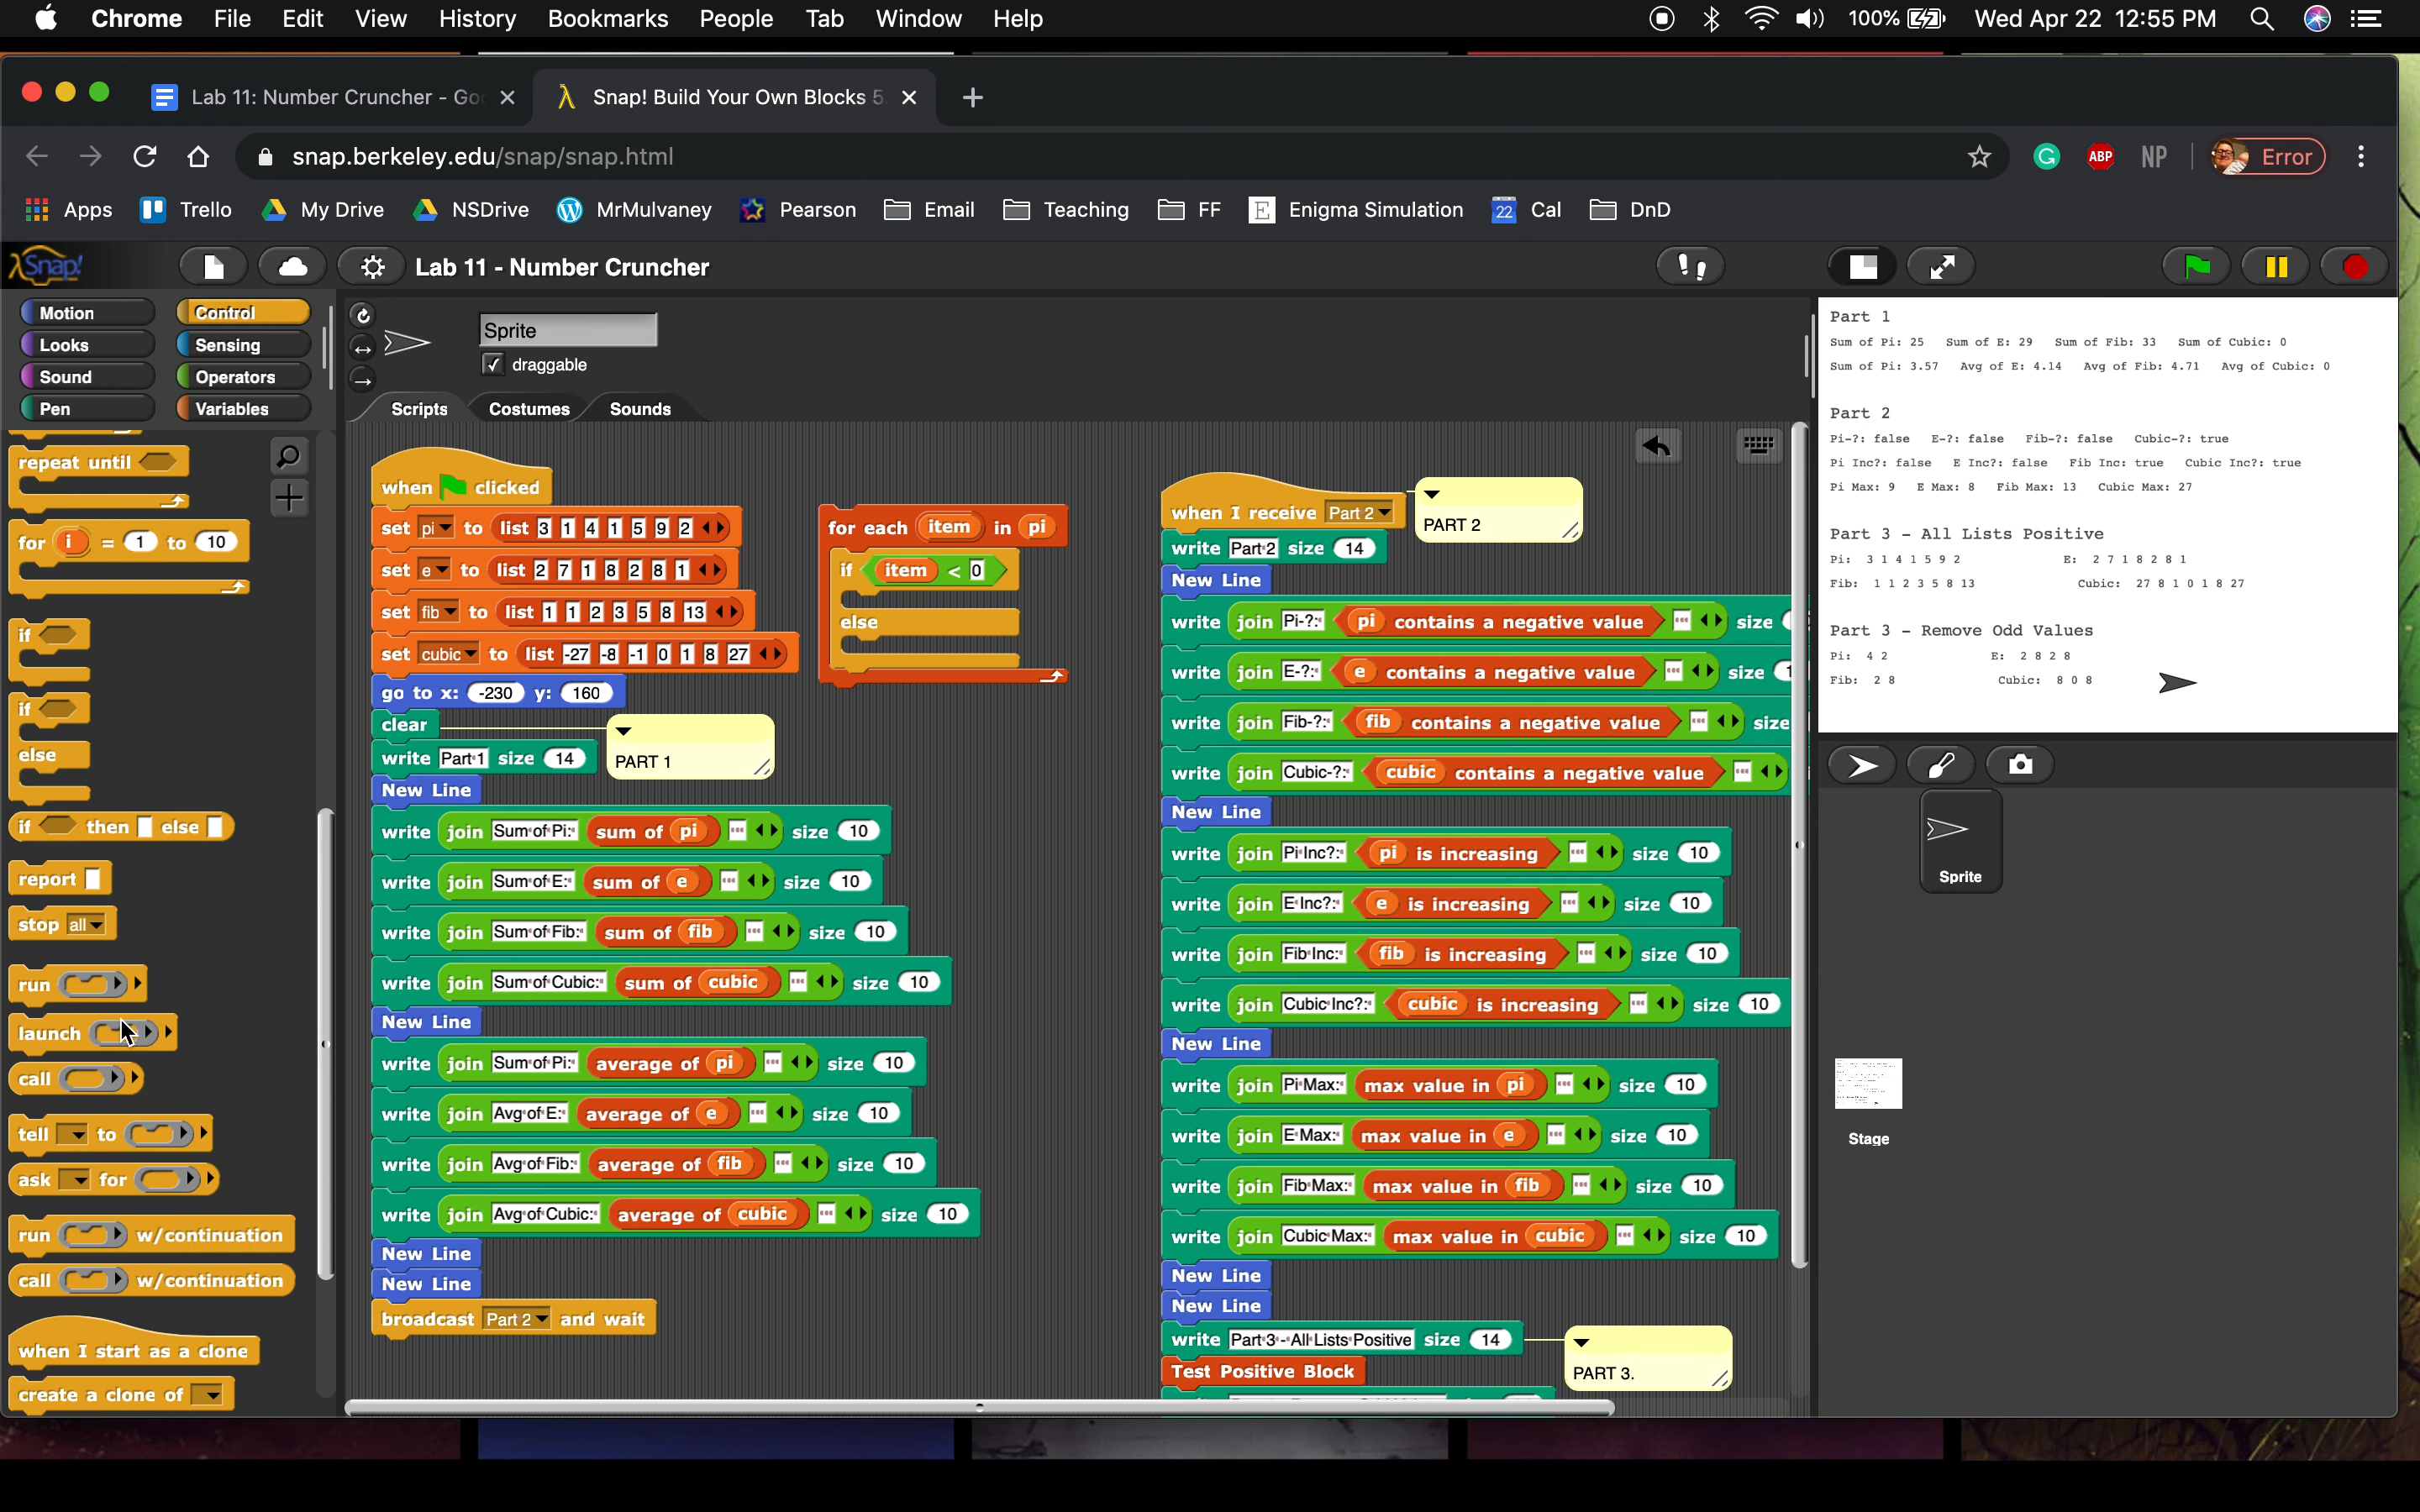 Chrome File Edit View History Bookmarks People Tab Window Help 100% Wed Apr 22 12:55 PM
Lab 11: Number Cruncher - Goo Snap! Build Your Own Blocks 5.
snap.berkeley.edu/snap/snap.html ABP NP Error
Apps Trello My Drive NSDrive MrMulvaney Pearson Email Teaching FF Enigma Simulation 22 Cal DnD
Snap! Lab 11 - Number Cruncher
Motion Control
Looks Sensing
Sound Operators
Pen Variables
repeat until
for i = 1 to 10
if
if
else
if then else
report
stop all
run
launch
call
tell to
ask for
run w/continuation
call w/continuation
when I start as a clone
create a clone of
Sprite
draggable
Scripts Costumes Sounds
when clicked
set pi to list 3 1 4 1 5 9 2
set e to list 2 7 1 8 2 8 1
set fib to list 1 1 2 3 5 8 13
set cubic to list -27 -8 -1 0 1 8 27
go to x: -230 y: 160
clear
write Part 1 size 14
PART 1
New Line
write join Sum of Pi: sum of pi size 10
write join Sum of E: sum of e size 10
write join Sum of Fib: sum of fib size 10
write join Sum of Cubic: sum of cubic size 10
New Line
write join Sum of Pi: average of pi size 10
write join Avg of E: average of e size 10
write join Avg of Fib: average of fib size 10
write join Avg of Cubic: average of cubic size 10
New Line
New Line
broadcast Part 2 and wait
for each item in pi
if item < 0
else
when I receive Part 2
PART 2
write Part 2 size 14
New Line
write join Pi-?: pi contains a negative value size
write join E-?: e contains a negative value size 1
write join Fib-?: fib contains a negative value size
write join Cubic-?: cubic contains a negative value
New Line
write join Pi Inc?: pi is increasing size 10
write join E Inc?: e is increasing size 10
write join Fib Inc: fib is increasing size 10
write join Cubic Inc?: cubic is increasing size 10
New Line
write join Pi Max: max value in pi size 10
write join E Max: max value in e size 10
write join Fib Max: max value in fib size 10
write join Cubic Max: max value in cubic size 10
New Line
New Line
write Part 3 - All Lists Positive size 14
PART 3.
Test Positive Block
Part 1
Sum of Pi: 25 Sum of E: 29 Sum of Fib: 33 Sum of Cubic: 0
Sum of Pi: 3.57 Avg of E: 4.14 Avg of Fib: 4.71 Avg of Cubic: 0
Part 2
Pi-?: false E-?: false Fib-?: false Cubic-?: true
Pi Inc?: false E Inc?: false Fib Inc: true Cubic Inc?: true
Pi Max: 9 E Max: 8 Fib Max: 13 Cubic Max: 27
Part 3 - All Lists Positive
Pi: 3 1 4 1 5 9 2 E: 2 7 1 8 2 8 1
Fib: 1 1 2 3 5 8 13 Cubic: 27 8 1 0 1 8 27
Part 3 - Remove Odd Values
Pi: 4 2 E: 2 8 2 8
Fib: 2 8 Cubic: 8 0 8
Sprite
Stage